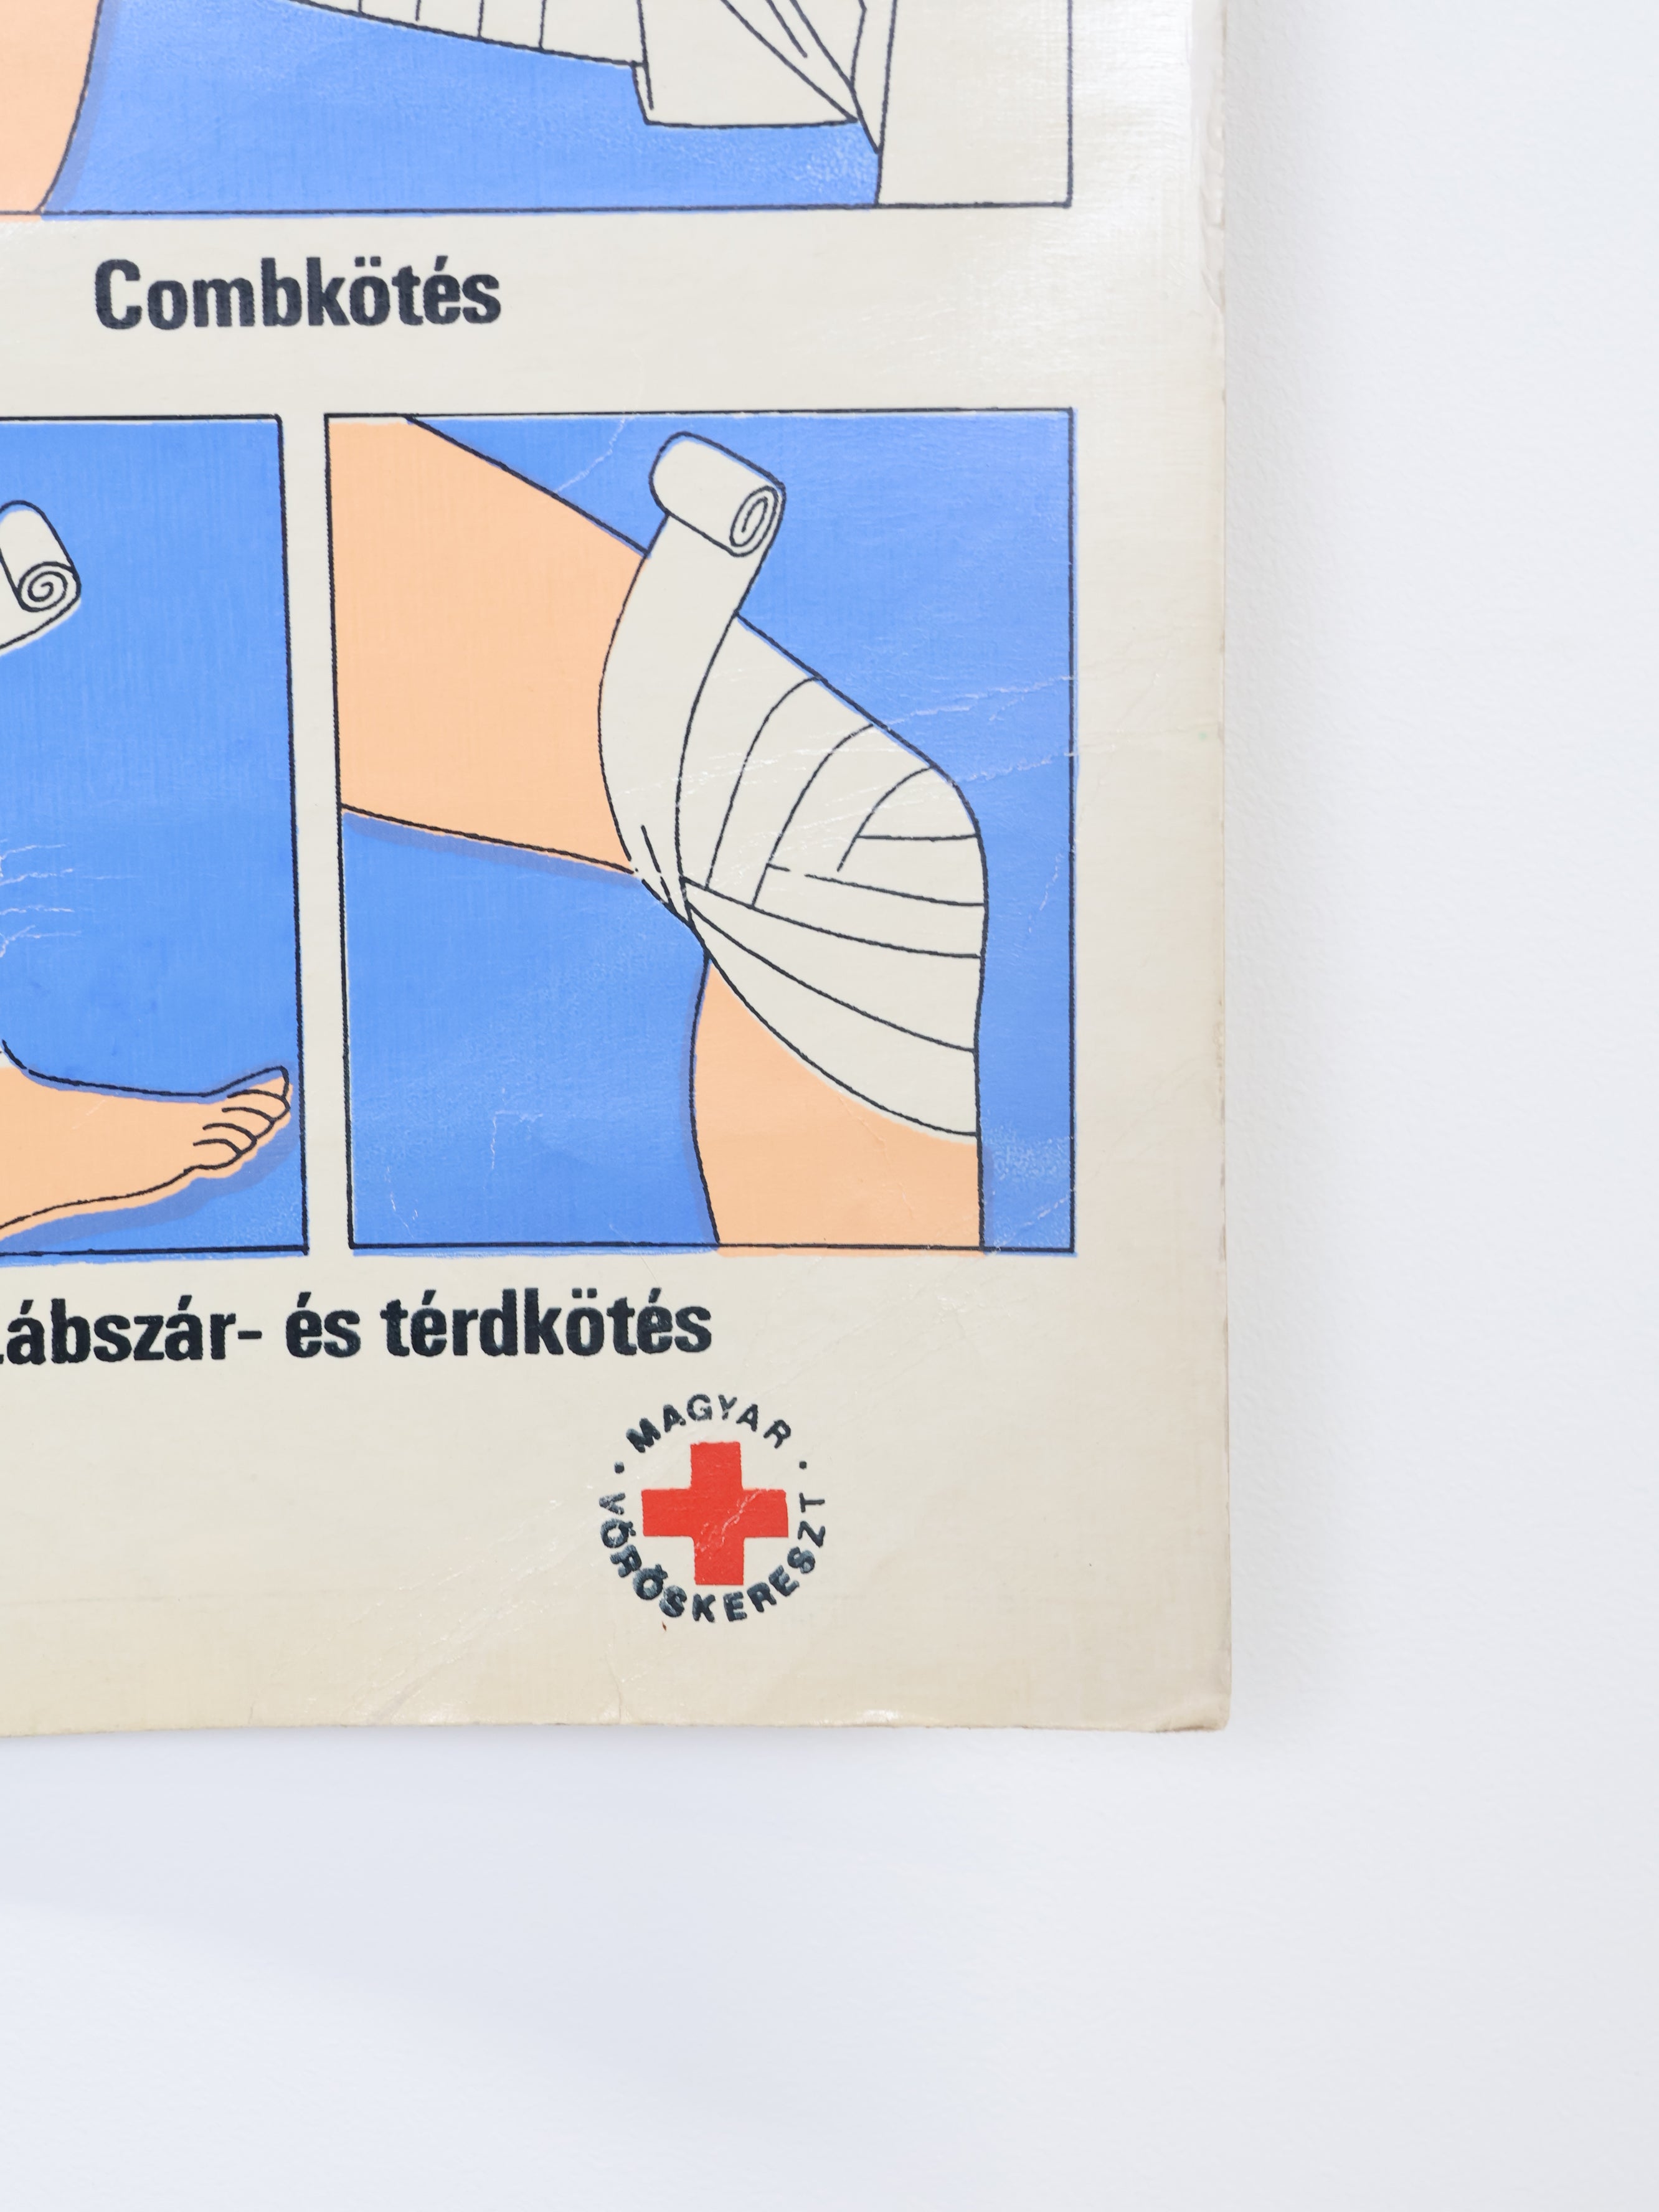 Combkötés
ábszár- és térdkötés
· MAGYAR ·
VÖRÖSKERESZT